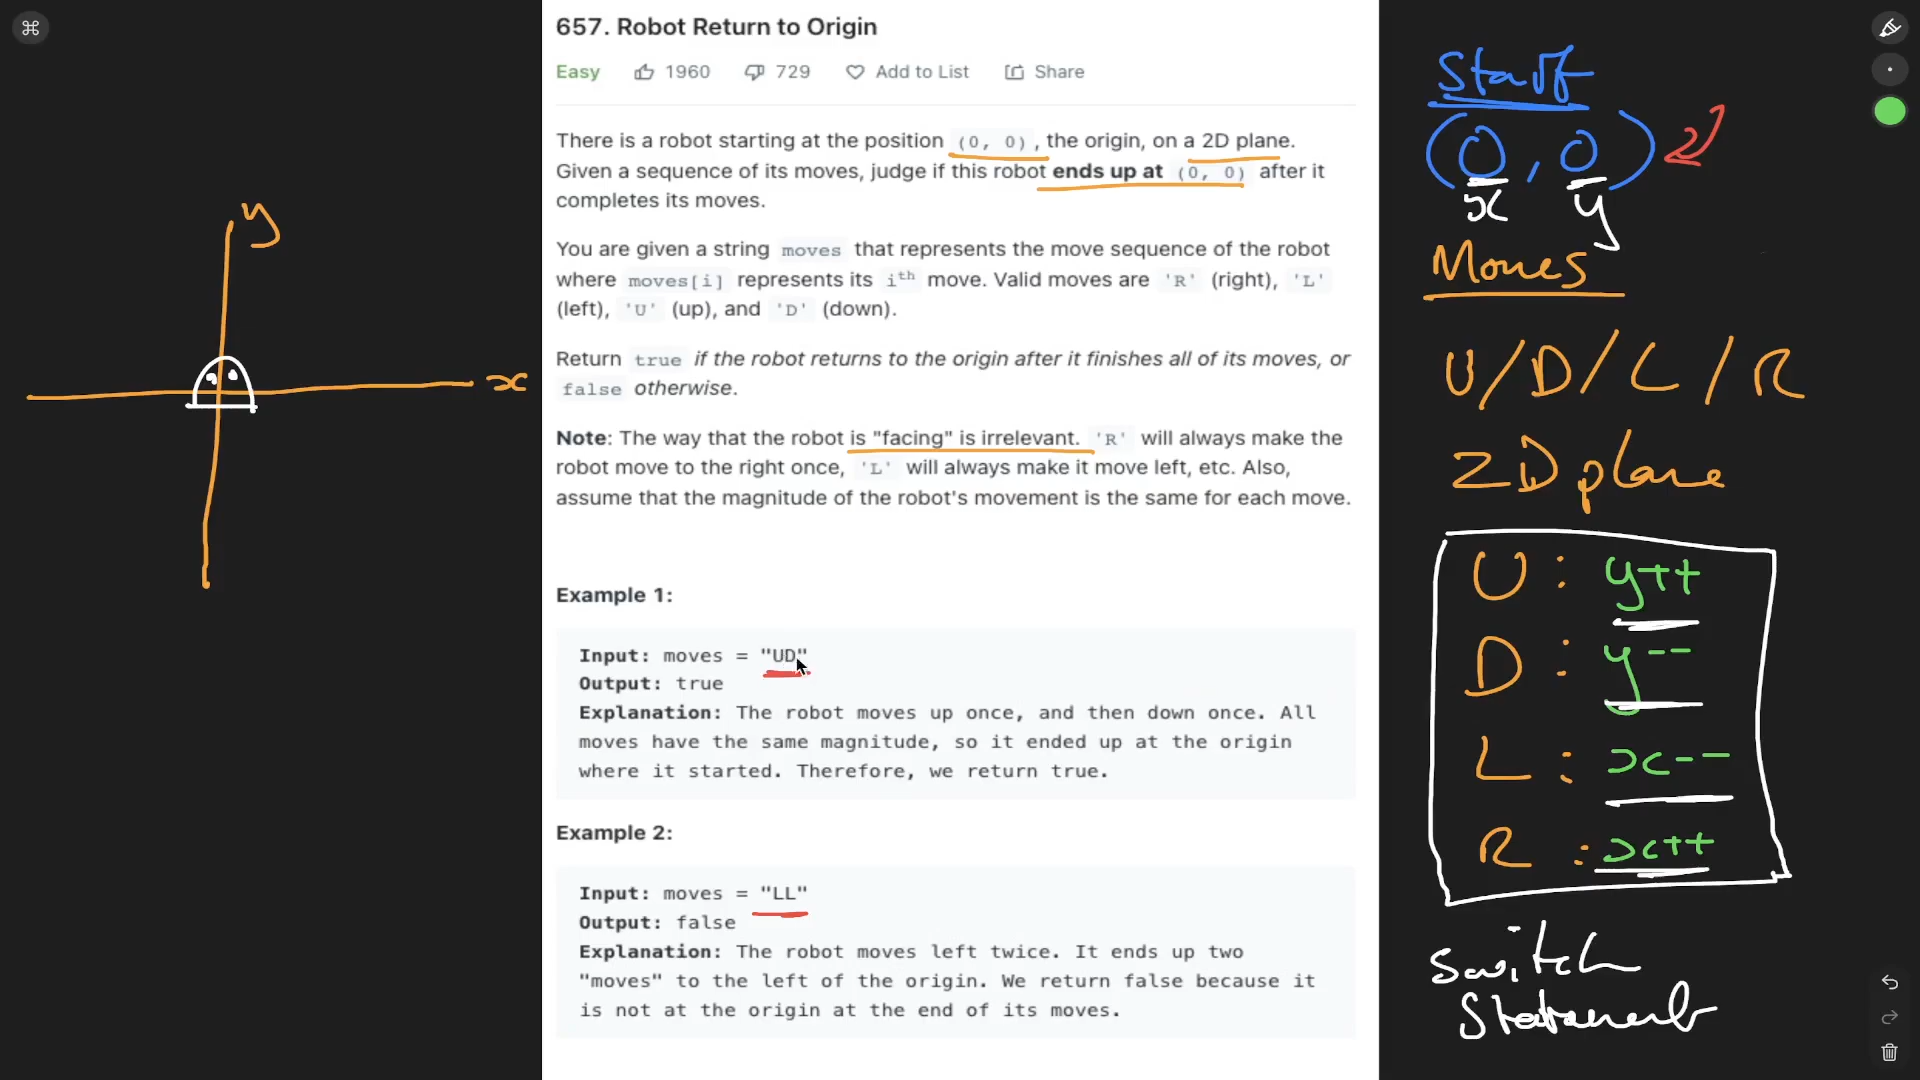 657. Robot Return to Origin
Easy 1960 729 Add to List Share
There is a robot starting at the position (0, 0), the origin, on a 2D plane.
Given a sequence of its moves, judge if this robot ends up at (0, 0) after it
completes its moves.
You are given a string moves that represents the move sequence of the robot
where moves[i] represents its ith move. Valid moves are 'R' (right), 'L'
(left), 'U' (up), and 'D' (down).
Return true if the robot returns to the origin after it finishes all of its moves, or
false otherwise.
Note: The way that the robot is "facing" is irrelevant. 'R' will always make the
robot move to the right once, 'L' will always make it move left, etc. Also,
assume that the magnitude of the robot's movement is the same for each move.
Example 1:
Input: moves = "UD"
Output: true
Explanation: The robot moves up once, and then down once. All
moves have the same magnitude, so it ended up at the origin
where it started. Therefore, we return true.
Example 2:
Input: moves = "LL"
Output: false
Explanation: The robot moves left twice. It ends up two
"moves" to the left of the origin. We return false because it
is not at the origin at the end of its moves.
y
x
Start
(0, 0)
x y
Moves
U/D/L/R
2D plane
U: y++
D: y--
L: x--
R: x++
Switch
Statement